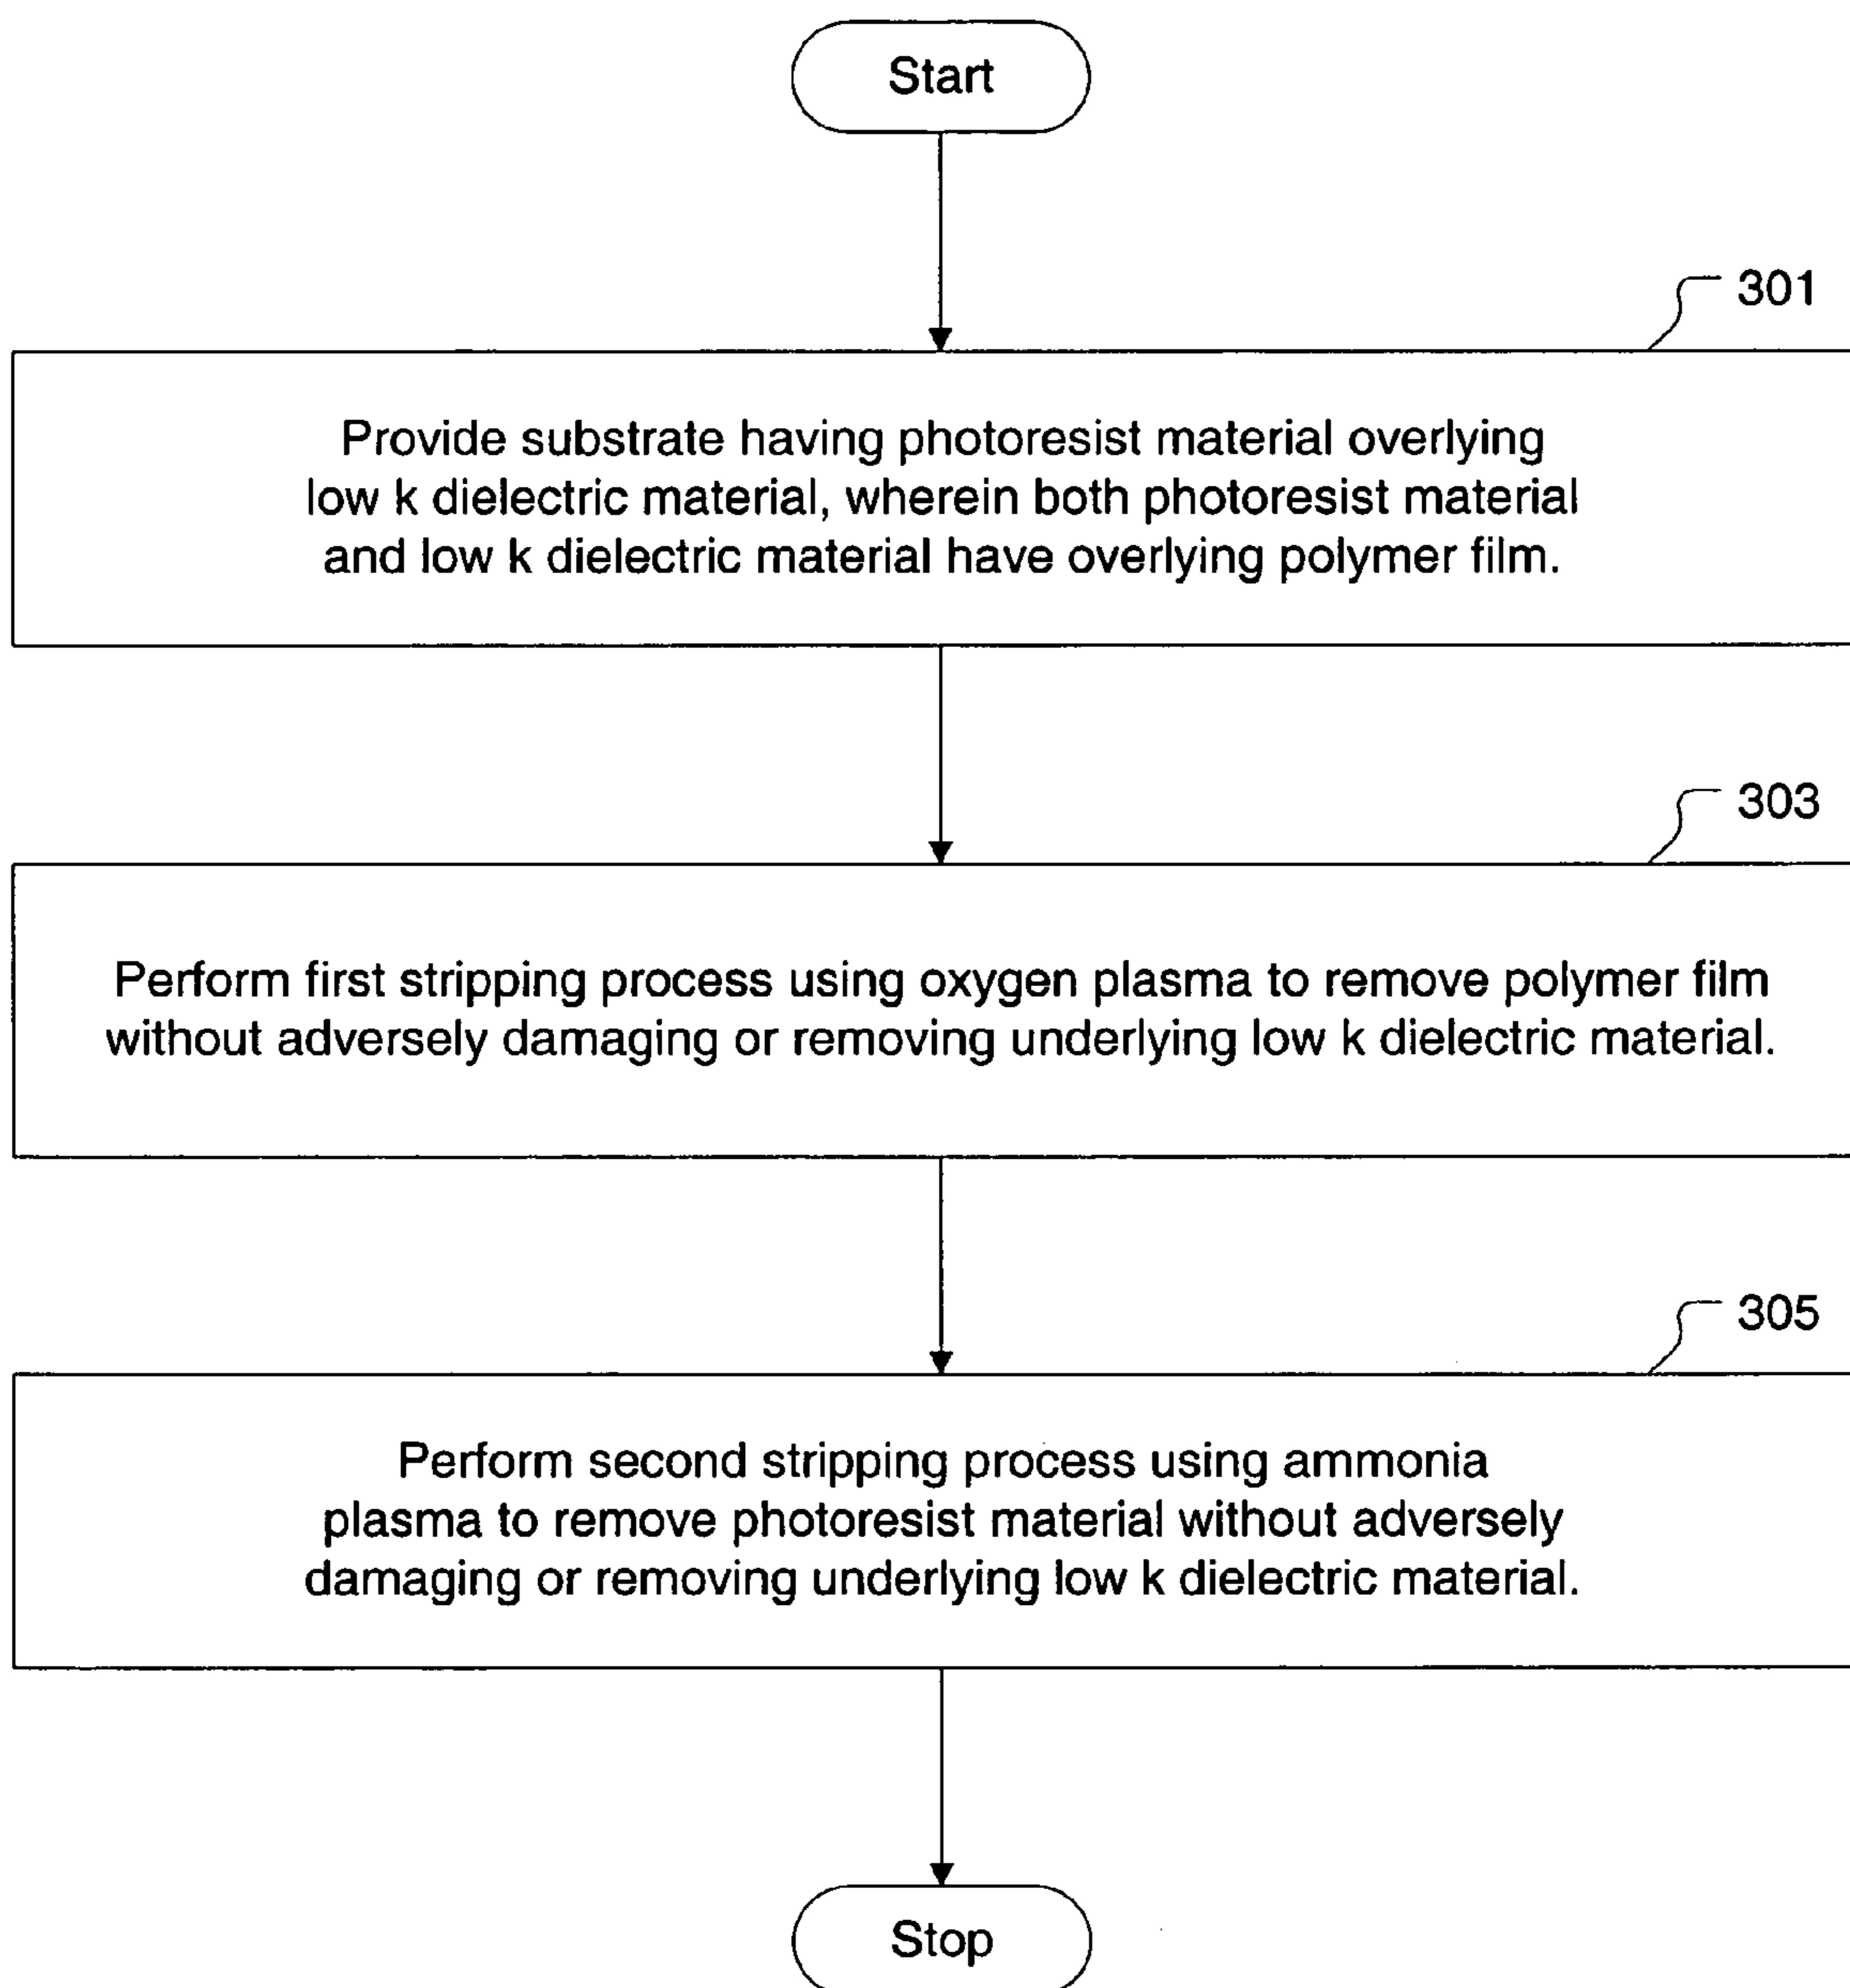 Start
301
Provide substrate having photoresist material overlying
low k dielectric material, wherein both photoresist material
and low k dielectric material have overlying polymer film.
303
Perform first stripping process using oxygen plasma to remove polymer film
without adversely damaging or removing underlying low k dielectric material.
305
Perform second stripping process using ammonia
plasma to remove photoresist material without adversely
damaging or removing underlying low k dielectric material.
Stop